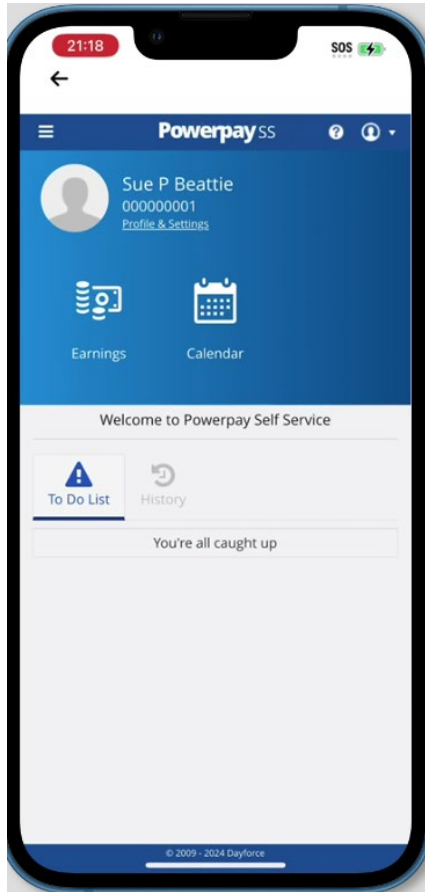 21:18
SOS
Powerpay SS
Sue P Beattie
000000001
Profile & Settings
Earnings
Calendar
Welcome to Powerpay Self Service
To Do List
History
You're all caught up
© 2009 - 2024 Dayforce